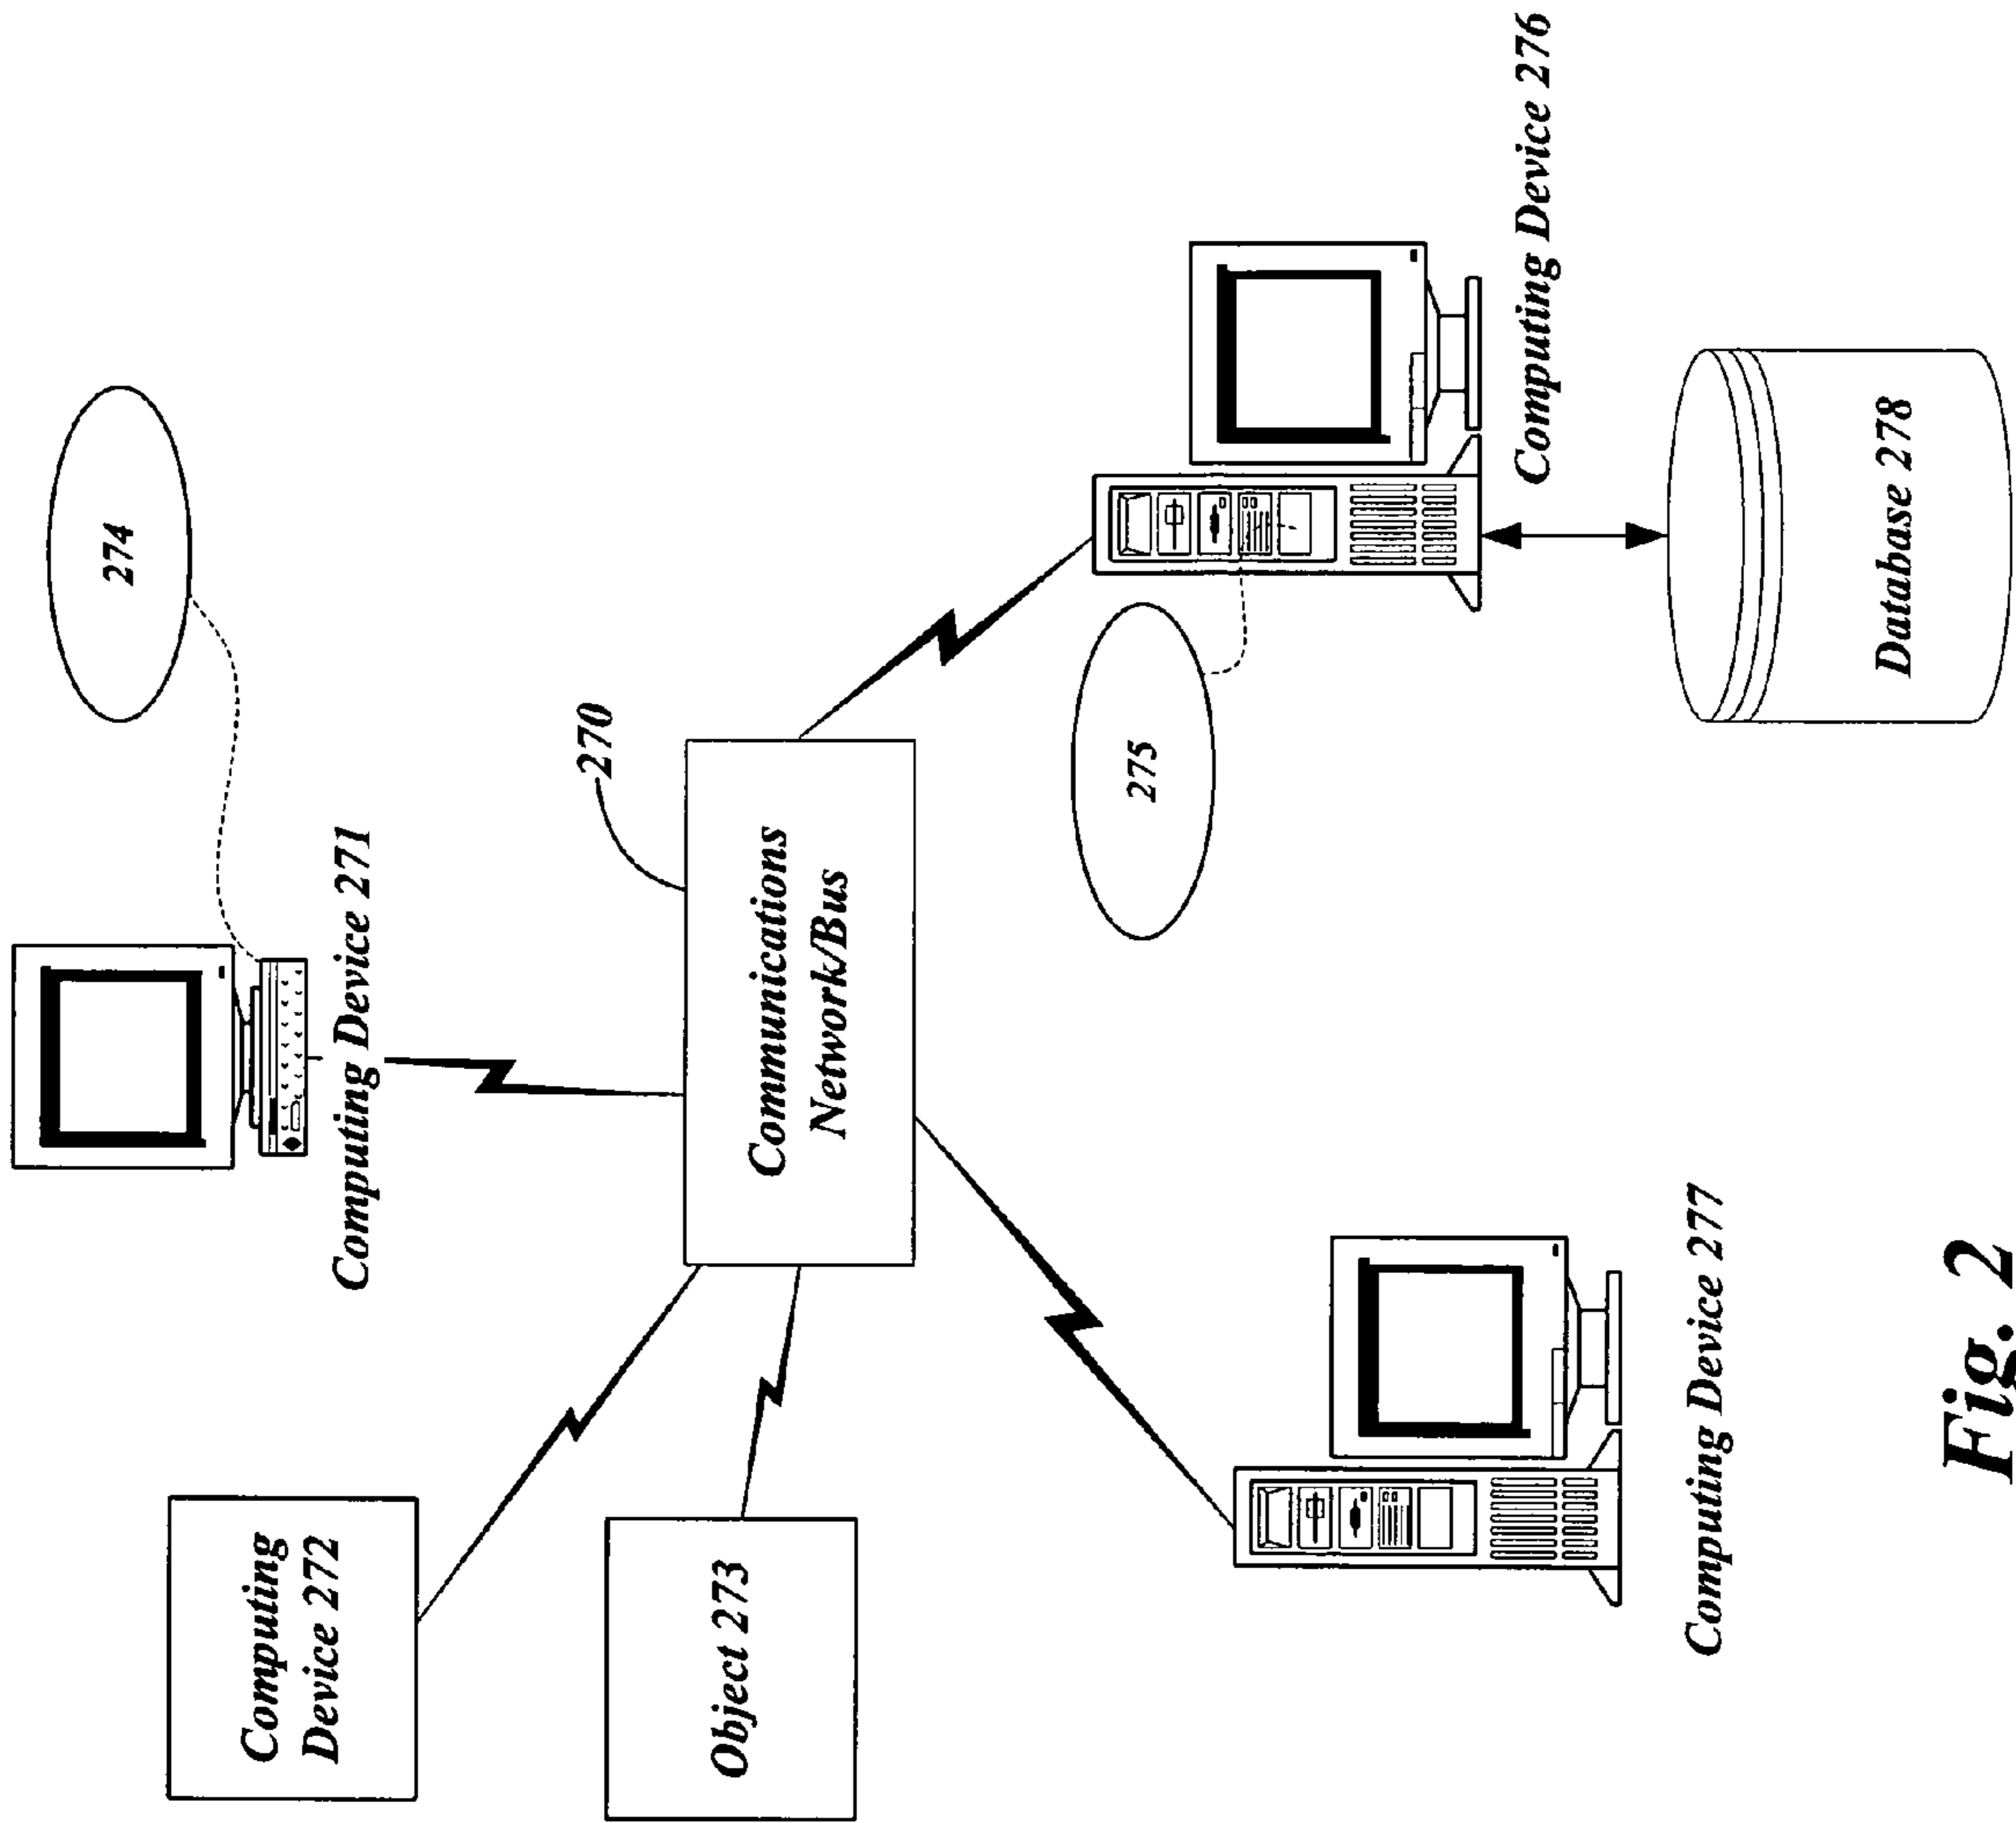 Computing
Device 272
Computing Device 271
274
Object 273
270
Communications
Network/Bus
275
Computing Device 276
Computing Device 277
Database 278
Fig. 2